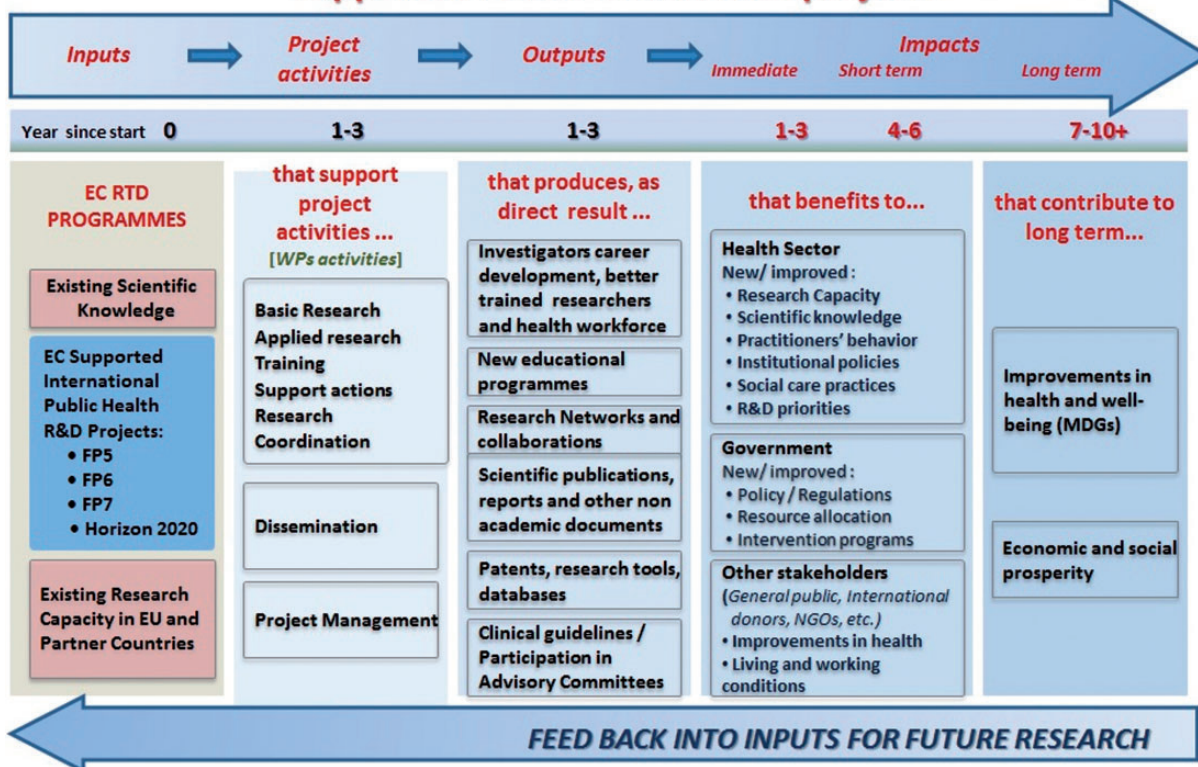 Inputs
Project
activities
Outputs
Impacts
Immediate
Short term
Long term
Year since start 0
1-3
1-3
1-3
4-6
7-10+
EC RTD
PROGRAMMES
Existing Scientific
Knowledge
EC Supported
International
Public Health
R&D Projects:
• FP5
• FP6
• FP7
• Horizon 2020
Existing Research
Capacity in EU and
Partner Countries
that support
project
activities ...
[WPs activities]
Basic Research
Applied research
Training
Support actions
Research
Coordination
Dissemination
Project Management
that produces, as
direct result ...
Investigators career
development, better
trained researchers
and health workforce
New educational
programmes
Research Networks and
collaborations
Scientific publications,
reports and other non
academic documents
Patents, research tools,
databases
Clinical guidelines /
Participation in
Advisory Committees
that benefits to...
Health Sector
New/ improved :
• Research Capacity
• Scientific knowledge
• Practitioners' behavior
• Institutional policies
• Social care practices
• R&D priorities
Government
New/ improved :
• Policy / Regulations
• Resource allocation
• Intervention programs
Other stakeholders
(General public, International
donors, NGOs, etc.)
• Improvements in health
• Living and working
conditions
that contribute to
long term...
Improvements in
health and well-
being (MDGs)
Economic and social
prosperity
FEED BACK INTO INPUTS FOR FUTURE RESEARCH